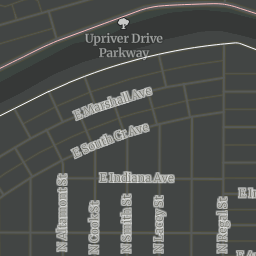 Upriver Drive
Parkway
E Marshall Ave
E South Cr Ave
E Indiana Ave
N Altamont St
N Cook St
N Smith St
N Lacey St
N Regal St